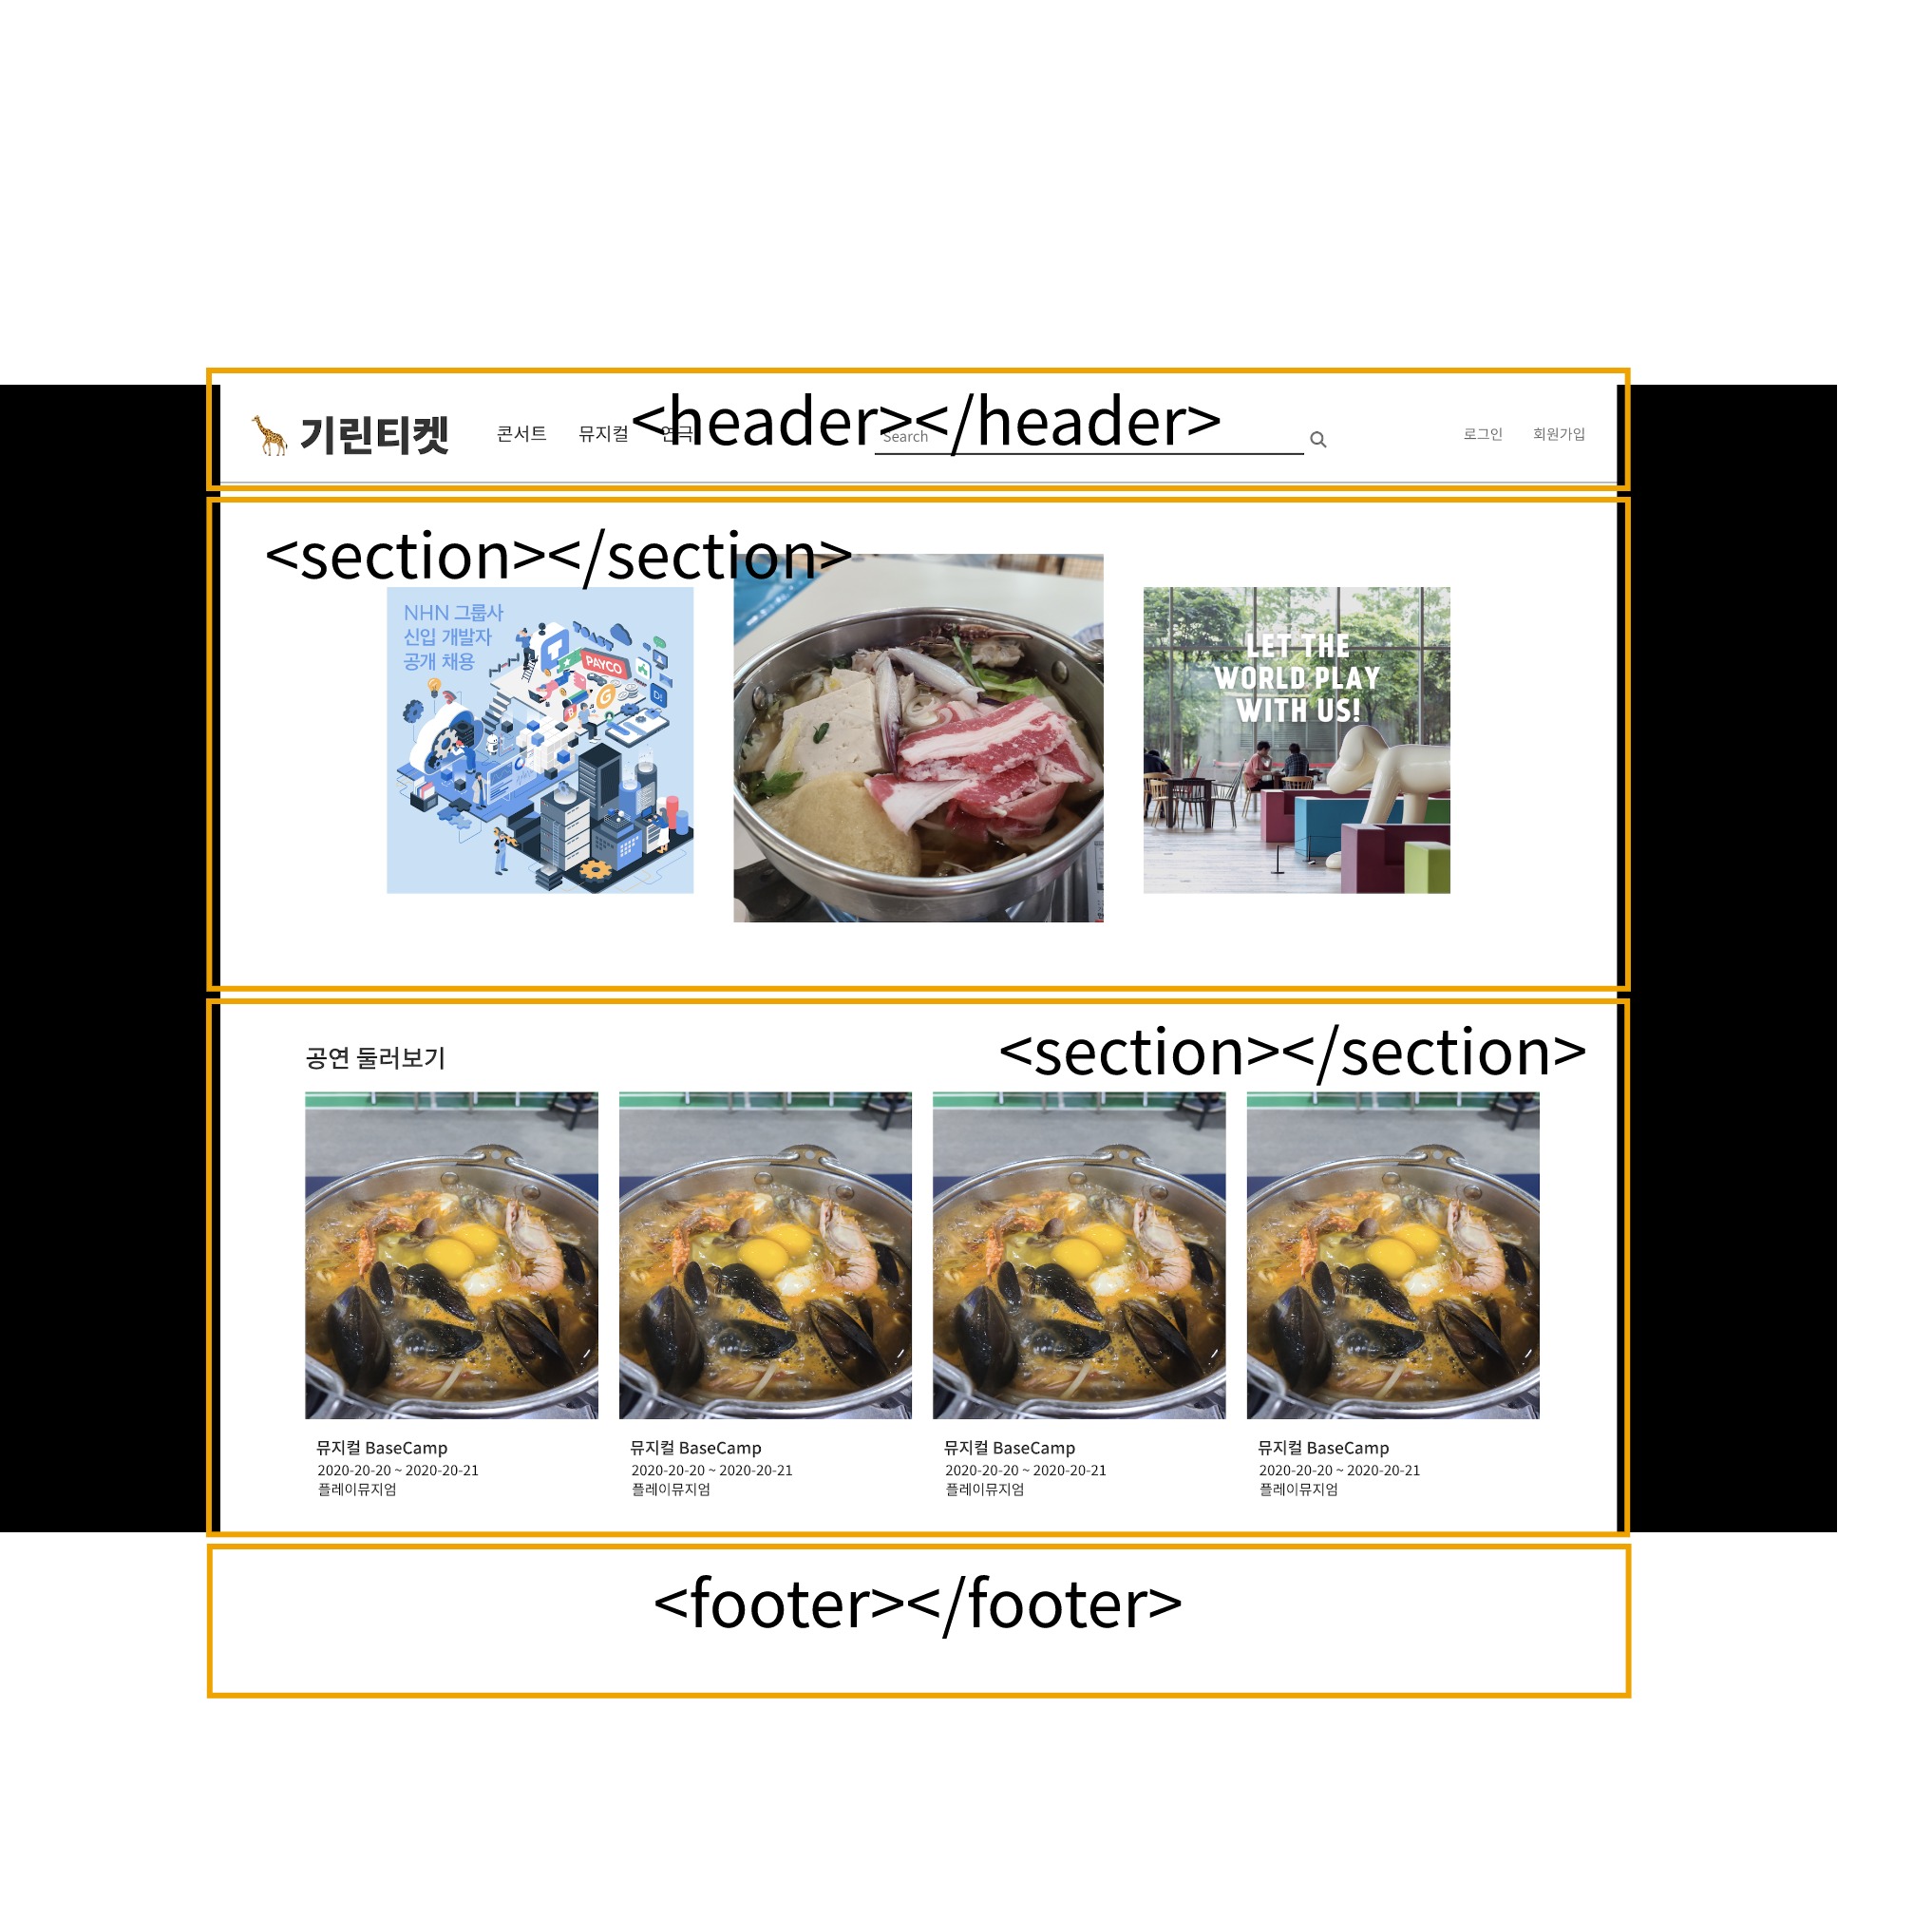 <header></header>
기린티켓
콘서트 뮤지컬 연극
Search
로그인 회원가입
<section></section>
NHN 그룹사
신입 개발자
공개 채용
TOAST
PAYCO
LET THE
WORLD PLAY
WITH US!
<section></section>
공연 둘러보기
뮤지컬 BaseCamp
2020-20-20 ~ 2020-20-21
플레이뮤지엄
뮤지컬 BaseCamp
2020-20-20 ~ 2020-20-21
플레이뮤지엄
뮤지컬 BaseCamp
2020-20-20 ~ 2020-20-21
플레이뮤지엄
뮤지컬 BaseCamp
2020-20-20 ~ 2020-20-21
플레이뮤지엄
<footer></footer>